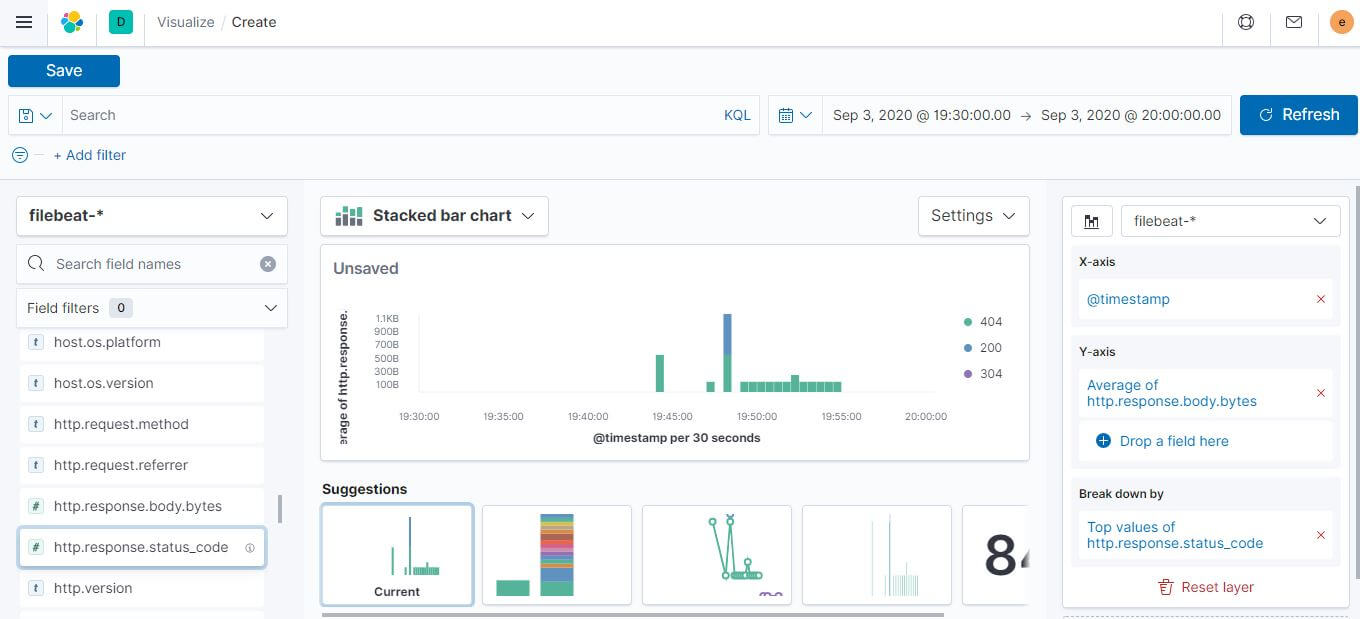 D
Visualize / Create
e
Save
Search
KQL
Sep 3, 2020 @ 19:30:00.00 → Sep 3, 2020 @ 20:00:00.00
Refresh
+ Add filter
filebeat-*
Search field names
Field filters 0
t host.os.platform
t host.os.version
t http.request.method
t http.request.referrer
# http.response.body.bytes
# http.response.status_code
t http.version
Stacked bar chart
Settings
Unsaved
erage of http.response.
1.1KB
900B
700B
500B
300B
100B
19:30:00 19:35:00 19:40:00 19:45:00 19:50:00 19:55:00 20:00:00
@timestamp per 30 seconds
404
200
304
Suggestions
Current
84
filebeat-*
X-axis
@timestamp
Y-axis
Average of
http.response.body.bytes
Drop a field here
Break down by
Top values of
http.response.status_code
Reset layer